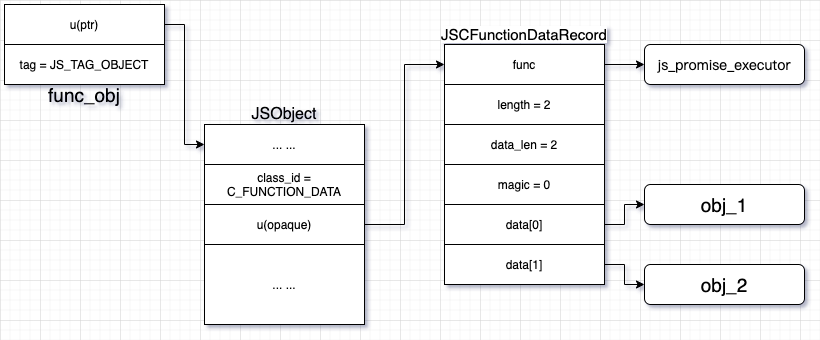 u(ptr)
tag = JS_TAG_OBJECT
func_obj
JSObject
... ...
class_id =
C_FUNCTION_DATA
u(opaque)
... ...
JSCFunctionDataRecord
func
length = 2
data_len = 2
magic = 0
data[0]
data[1]
js_promise_executor
obj_1
obj_2